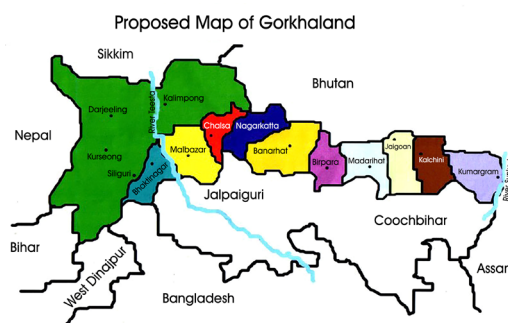 Proposed Map of Gorkhaland
Sikkim
Bhutan
Nepal
Darjeeling
Kalimpong
River Teesta
Chalsa
Nagarkatta
Kurseong
Malbazar
Banarhat
Siliguri
Bhaktinagar
Birpara
Madarihat
Jaigoan
Kalchini
Kumargram
Jalpaiguri
Coochbihar
Bihar
West Dinajpur
Bangladesh
Assam